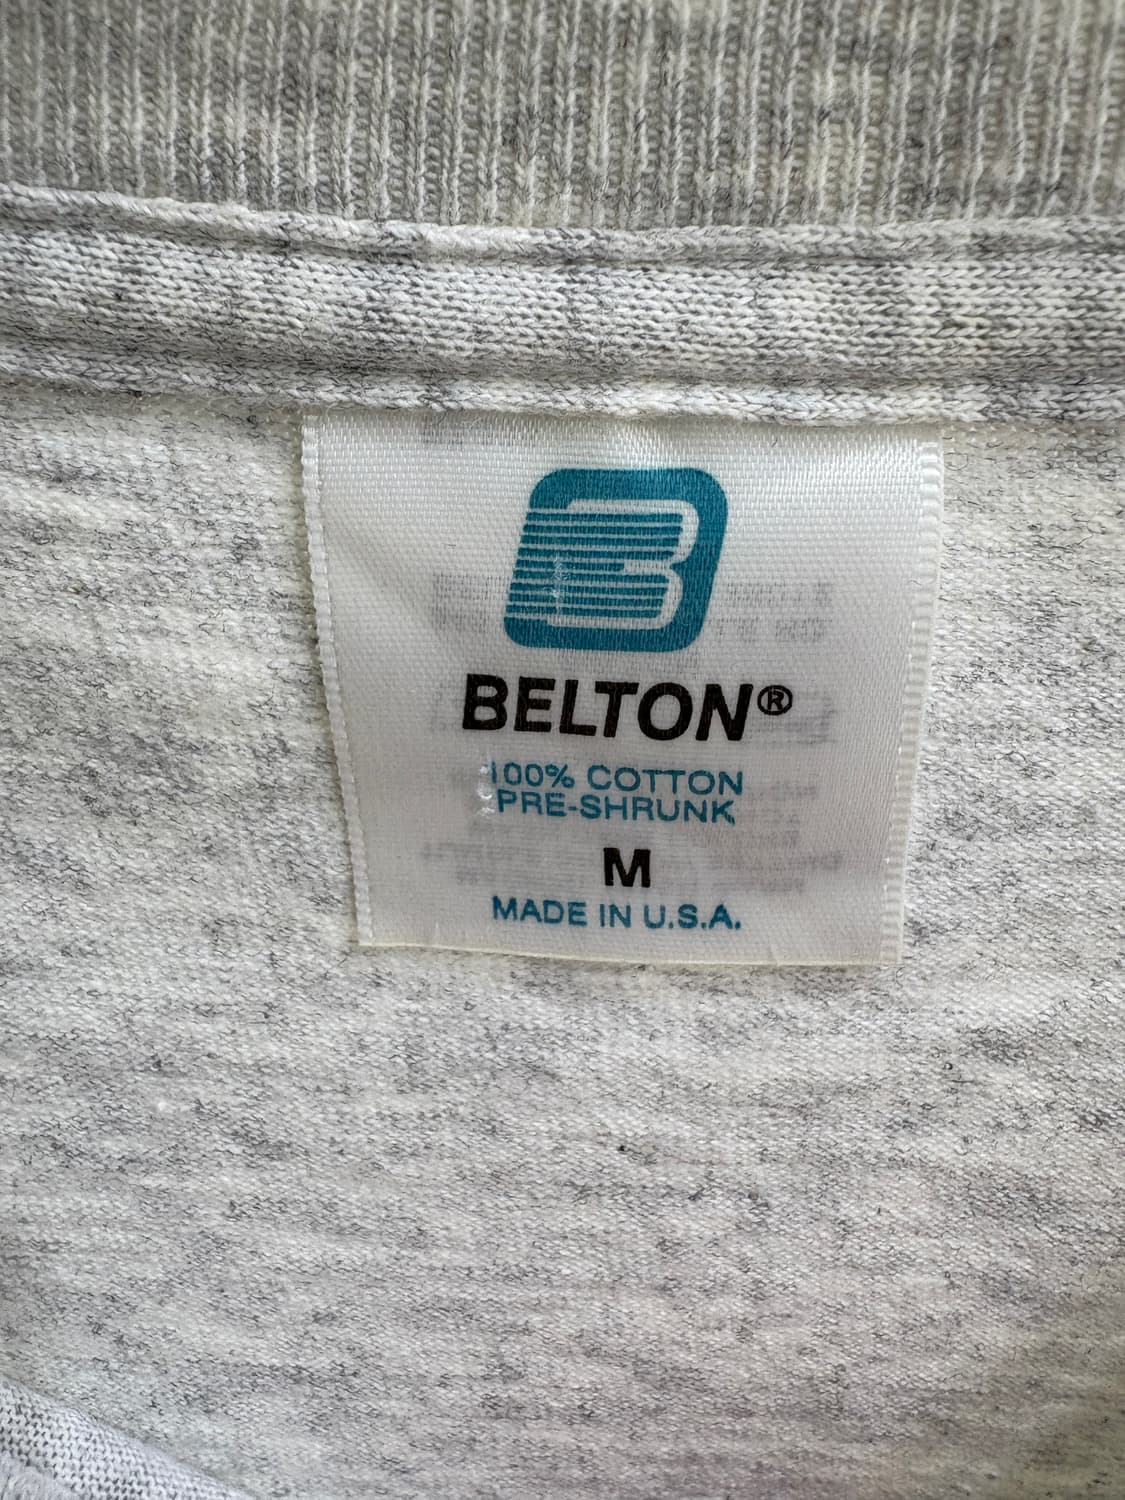 B
BELTON®
100% COTTON
PRE-SHRUNK
M
MADE IN U.S.A.